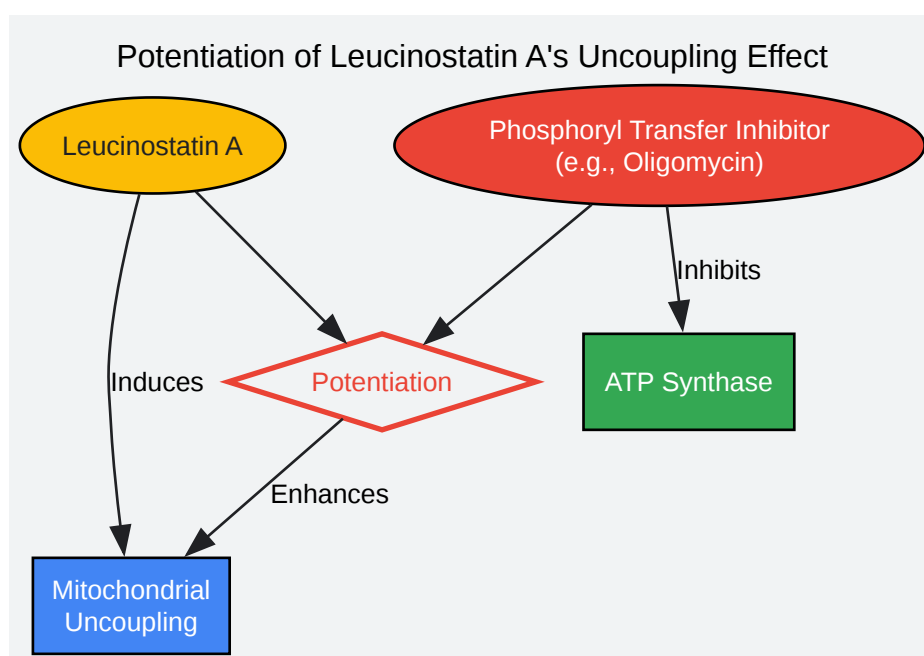 Potentiation of Leucinostatin A's Uncoupling Effect
Leucinostatin A
Phosphoryl Transfer Inhibitor
(e.g., Oligomycin)
Inhibits
Induces
Potentiation
ATP Synthase
Enhances
Mitochondrial
Uncoupling